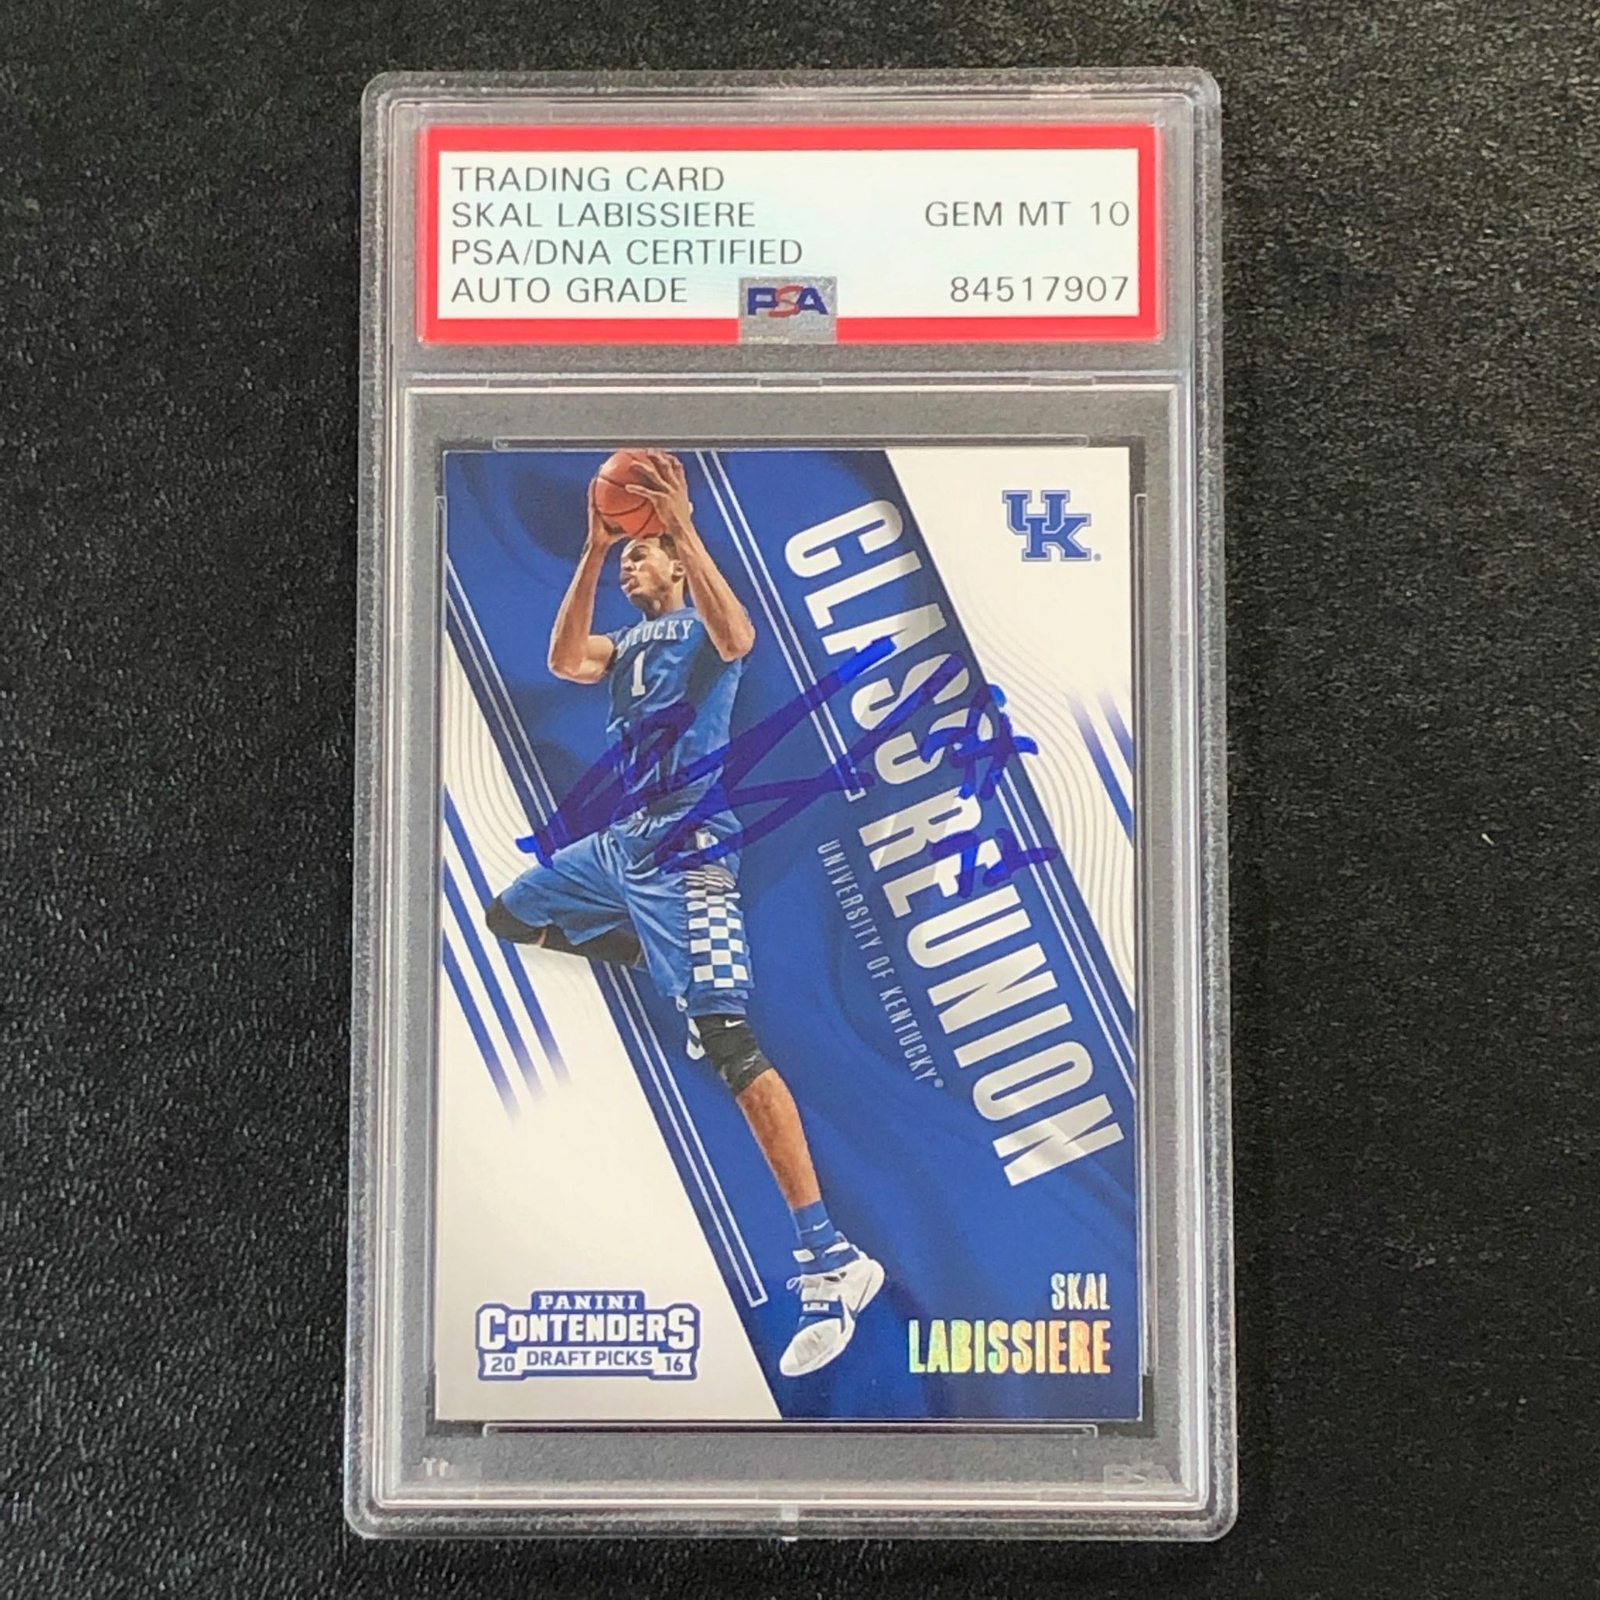 TRADING CARD
SKAL LABISSIERE GEM MT 10
PSA/DNA CERTIFIED
AUTO GRADE 84517907
PSA
UK
KENTUCKY
1
CLASS REUNION
UNIVERSITY OF KENTUCKY®
SKAL
LABISSIERE
PANINI
CONTENDERS
20 DRAFT PICKS 16
PSA